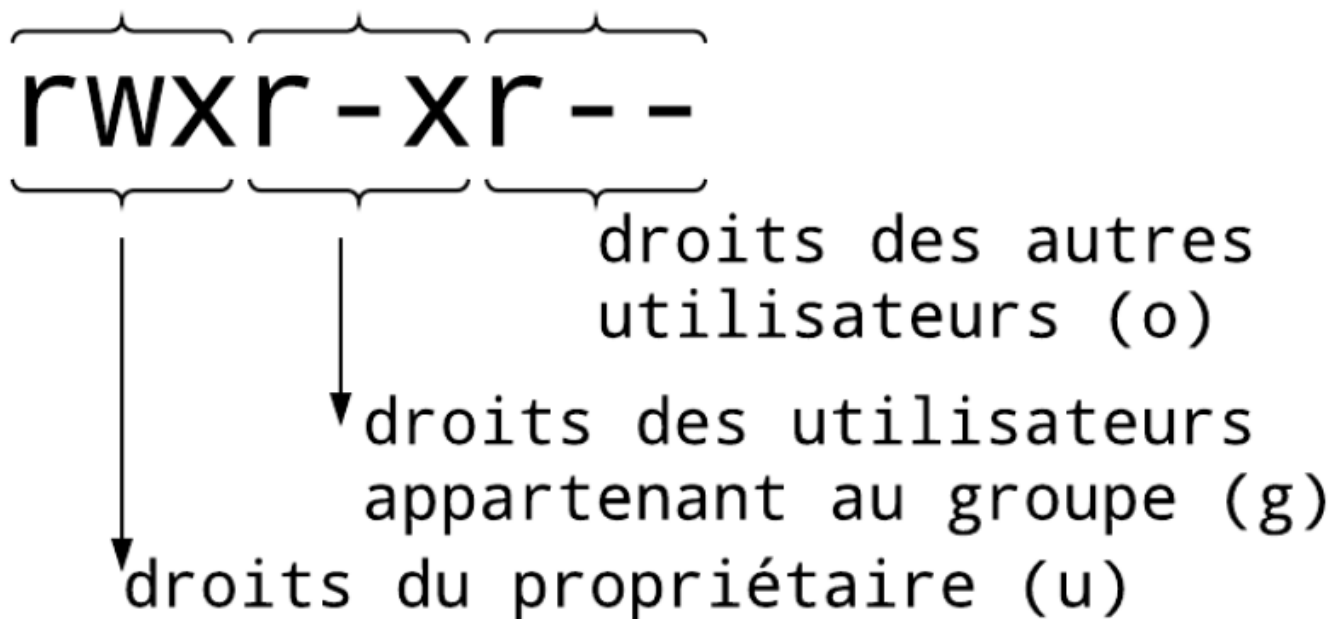 rwxr-xr--
droits des autres
utilisateurs (o)
droits des utilisateurs
appartenant au groupe (g)
droits du propriétaire (u)